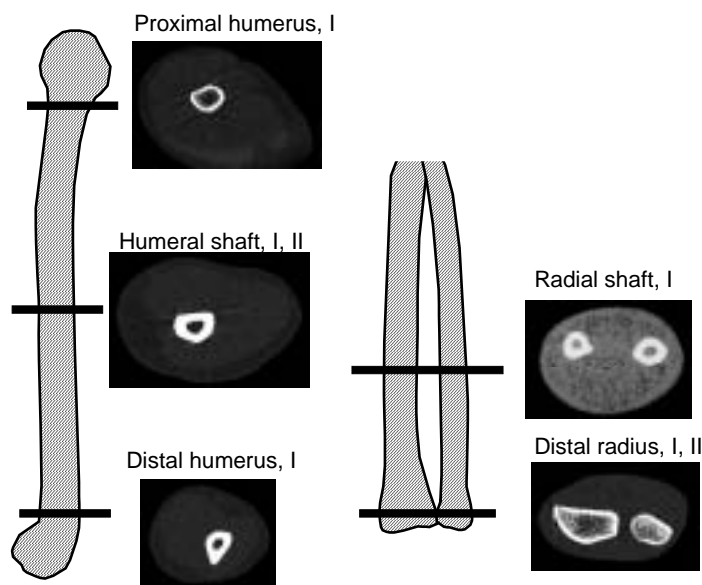 Proximal humerus, I
Humeral shaft, I, II
Distal humerus, I
Radial shaft, I
Distal radius, I, II